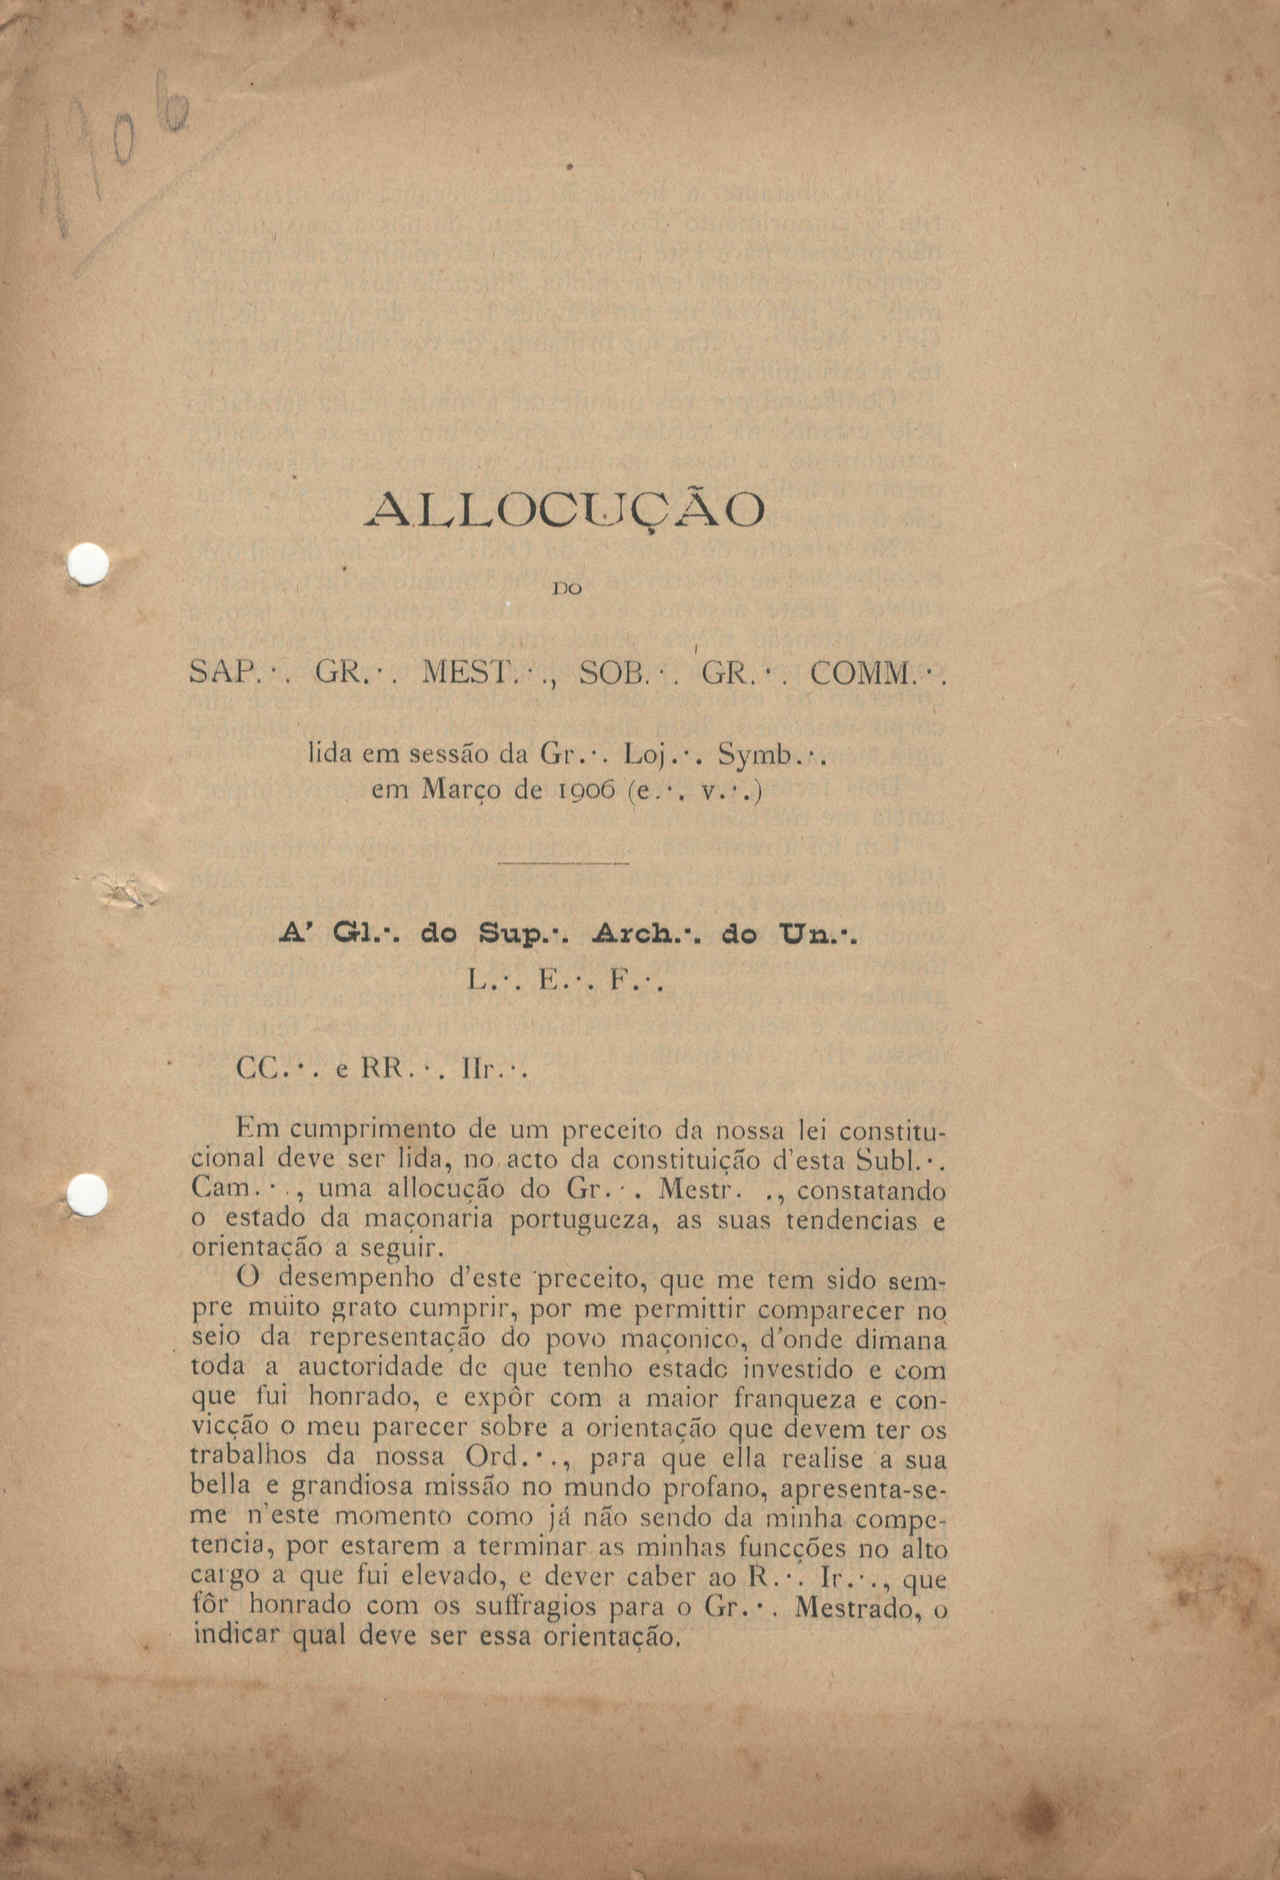 1906
ALLOCUÇÃO
DO
SAP.·. GR.·. MEST.·., SOB.·. GR.·. COMM.·.
lida em sessão da Gr.·. Loj.·. Symb.·.
em Março de 1906 (e.·. v.·.)
A' Gl.·. do Sup.·. Arch.·. do Un.·.
L.·. E.·. F.·.
CC.·. e RR.·. IIr.·.
Em cumprimento de um preceito da nossa lei constitu-
cional deve ser lida, no acto da constituição d'esta Subl.·.
Cam.·., uma allocução do Gr.·. Mestr. ., constatando
o estado da maçonaria portugueza, as suas tendencias e
orientação a seguir.
O desempenho d'este preceito, que me tem sido sem-
pre muito grato cumprir, por me permittir comparecer no
seio da representação do povo maçonico, d'onde dimana
toda a auctoridade de que tenho estado investido e com
que fui honrado, e expôr com a maior franqueza e con-
vicção o meu parecer sobre a orientação que devem ter os
trabalhos da nossa Ord.·., para que ella realise a sua
bella e grandiosa missão no mundo profano, apresenta-se-
me n'este momento como já não sendo da minha compe-
tencia, por estarem a terminar as minhas funcções no alto
cargo a que fui elevado, e dever caber ao R.·. Ir.·., que
fôr honrado com os suffragios para o Gr.·. Mestrado, o
indicar qual deve ser essa orientação.